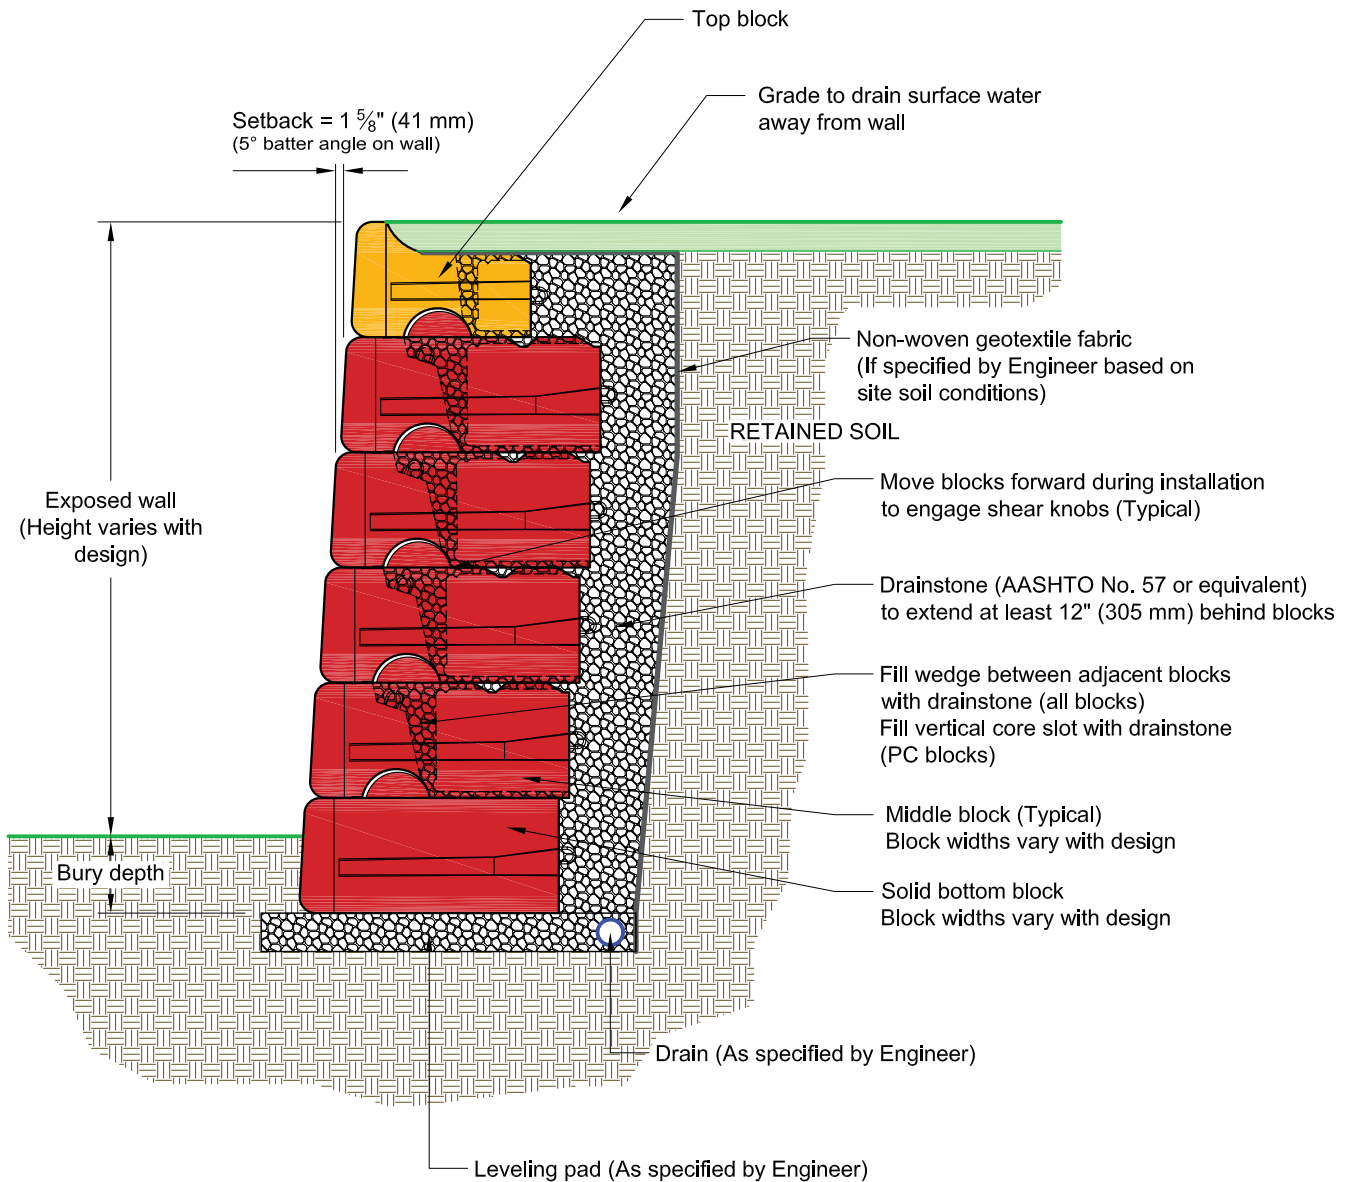 Top block
Grade to drain surface water
away from wall
Setback = 1 5⁄8" (41 mm)
(5° batter angle on wall)
Non-woven geotextile fabric
(If specified by Engineer based on
site soil conditions)
RETAINED SOIL
Move blocks forward during installation
to engage shear knobs (Typical)
Exposed wall
(Height varies with
design)
Drainstone (AASHTO No. 57 or equivalent)
to extend at least 12" (305 mm) behind blocks
Fill wedge between adjacent blocks
with drainstone (all blocks)
Fill vertical core slot with drainstone
(PC blocks)
Middle block (Typical)
Block widths vary with design
Bury depth
Solid bottom block
Block widths vary with design
Drain (As specified by Engineer)
Leveling pad (As specified by Engineer)